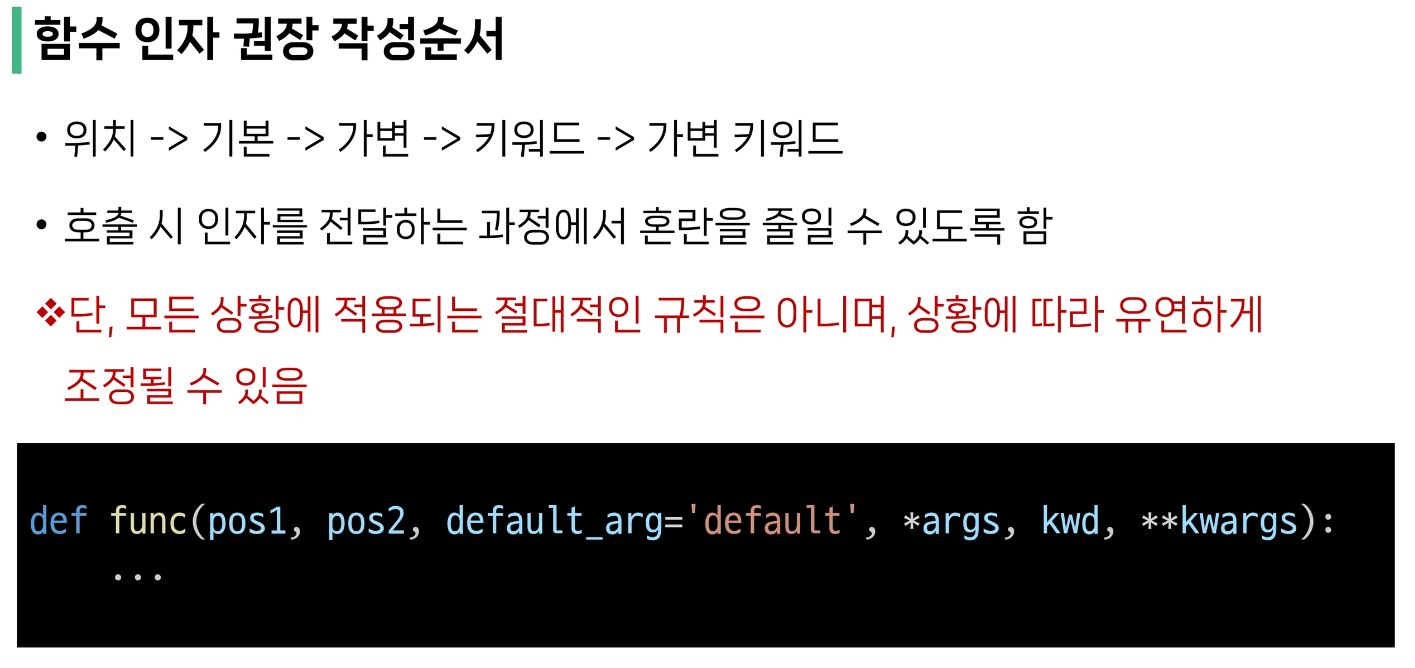 함수 인자 권장 작성순서
• 위치 -> 기본 -> 가변 -> 키워드 -> 가변 키워드
• 호출 시 인자를 전달하는 과정에서 혼란을 줄일 수 있도록 함
❖단, 모든 상황에 적용되는 절대적인 규칙은 아니며, 상황에 따라 유연하게
조정될 수 있음
def func(pos1, pos2, default_arg='default', *args, kwd, **kwargs):
    ...